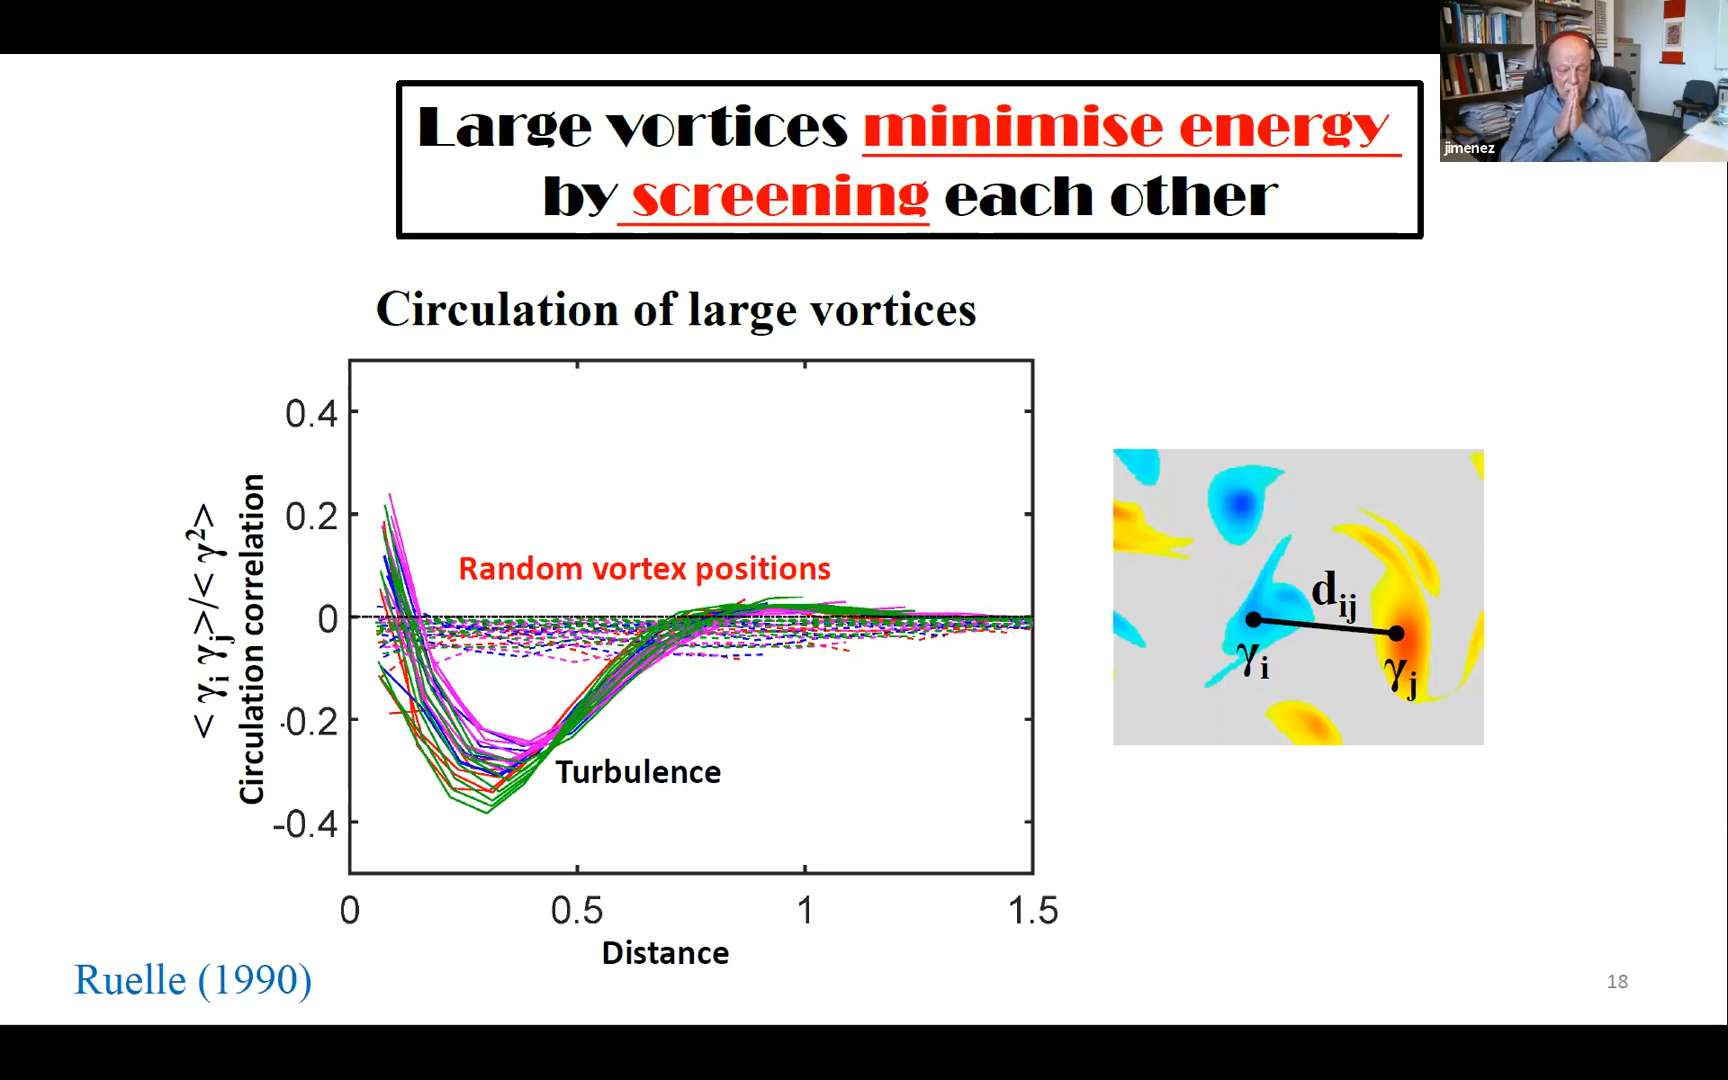 Large vortices minimise energy
by screening each other
jimenez
Circulation of large vortices
< γi γj>/< γ²>
Circulation correlation
0.4
0.2
0
-0.2
-0.4
Random vortex positions
Turbulence
0 0.5 1 1.5
Distance
dij
γi
γj
Ruelle (1990)
18